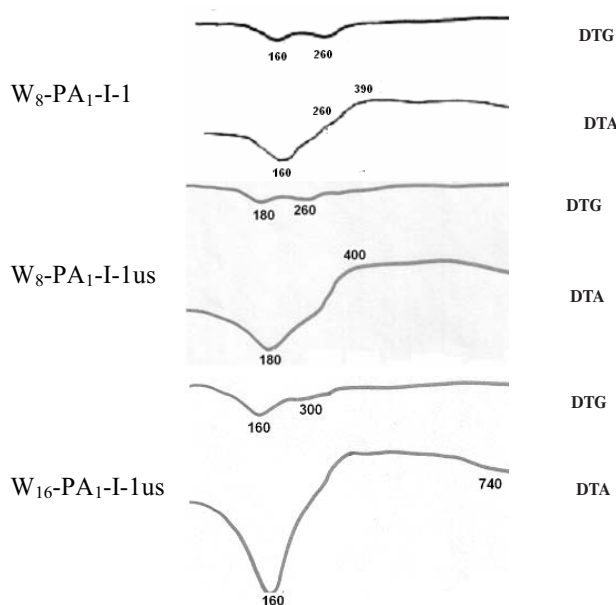 DTG
160 260
W₈-PA₁-I-1
390
260
DTA
160
180 260
DTG
W₈-PA₁-I-1us
400
DTA
180
300
DTG
160
W₁₆-PA₁-I-1us
740
DTA
160